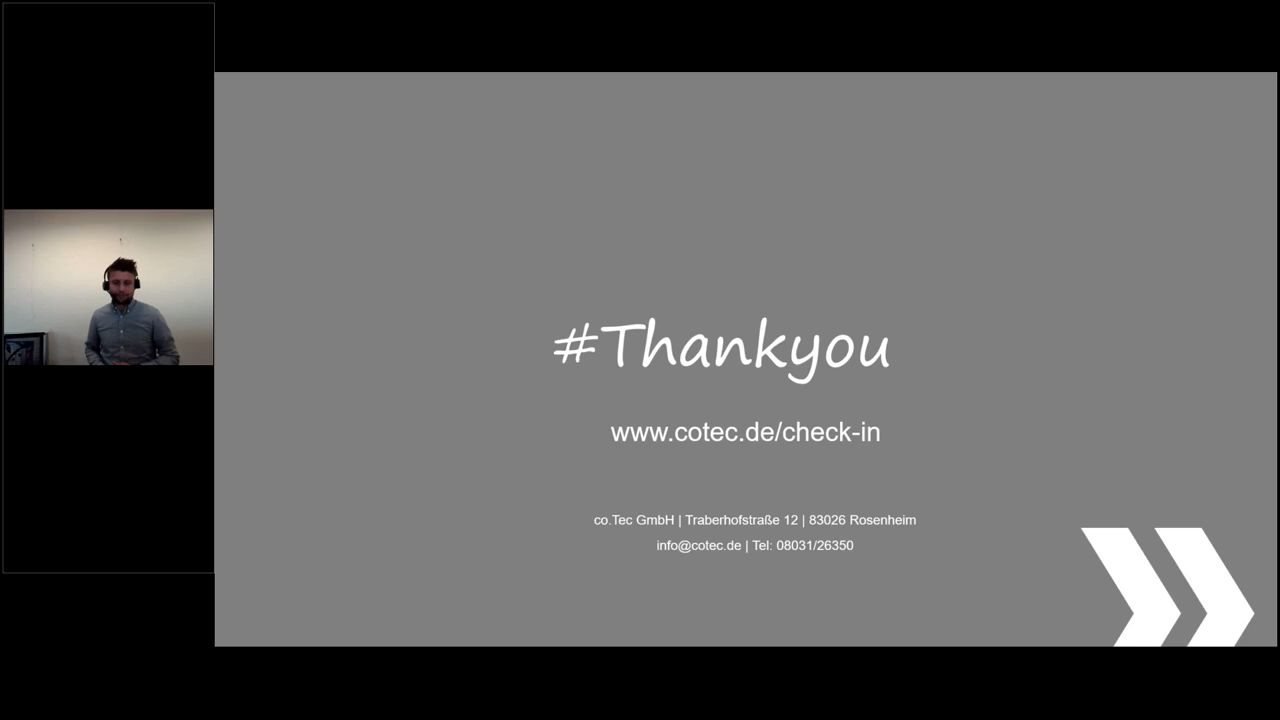 #Thankyou
www.cotec.de/check-in
co.Tec GmbH | Traberhofstraße 12 | 83026 Rosenheim
info@cotec.de | Tel: 08031/26350